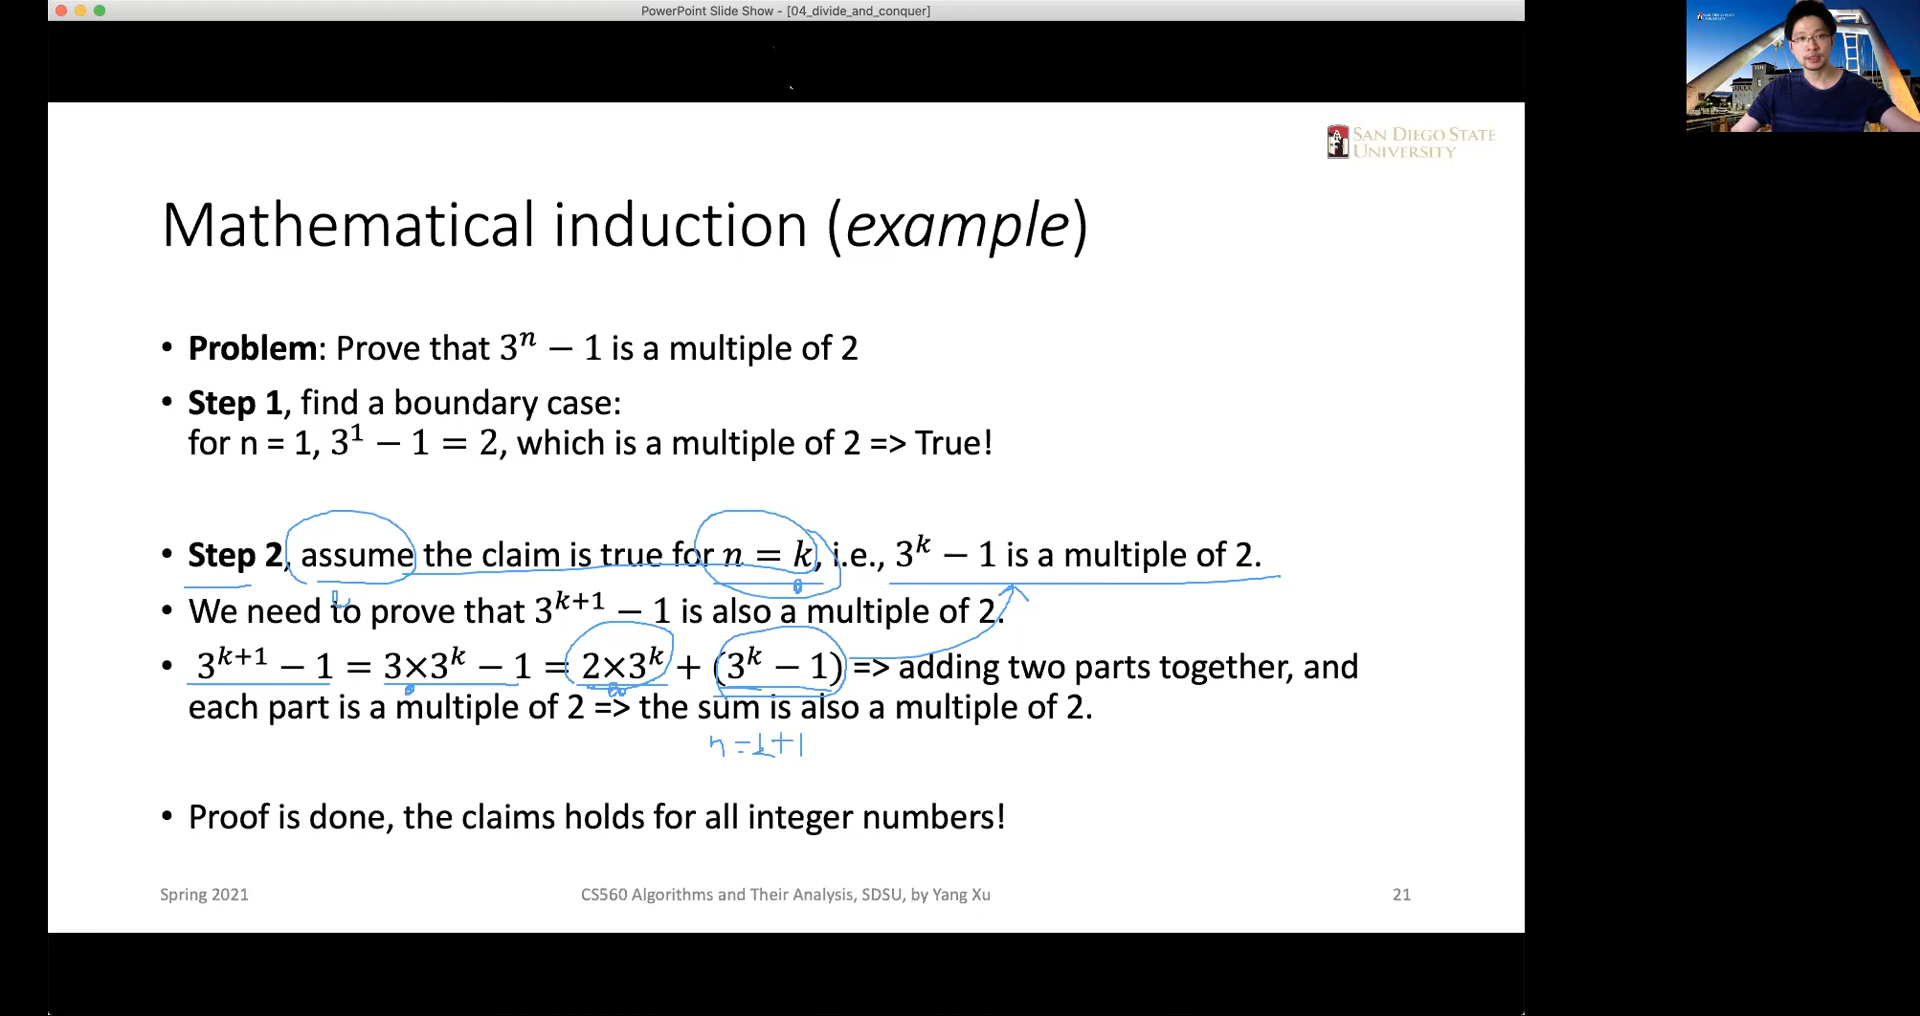 PowerPoint Slide Show - [04_divide_and_conquer]
SAN DIEGO STATE
UNIVERSITY
Mathematical induction (example)
• Problem: Prove that 3ⁿ − 1 is a multiple of 2
• Step 1, find a boundary case:
for n = 1, 3¹ − 1 = 2, which is a multiple of 2 => True!
• Step 2, assume the claim is true for n = k, i.e., 3ᵏ − 1 is a multiple of 2.
• We need to prove that 3ᵏ⁺¹ − 1 is also a multiple of 2.
• 3ᵏ⁺¹ − 1 = 3×3ᵏ − 1 = 2×3ᵏ + (3ᵏ − 1) => adding two parts together, and
each part is a multiple of 2 => the sum is also a multiple of 2.
n = k + 1
• Proof is done, the claims holds for all integer numbers!
Spring 2021
CS560 Algorithms and Their Analysis, SDSU, by Yang Xu
21